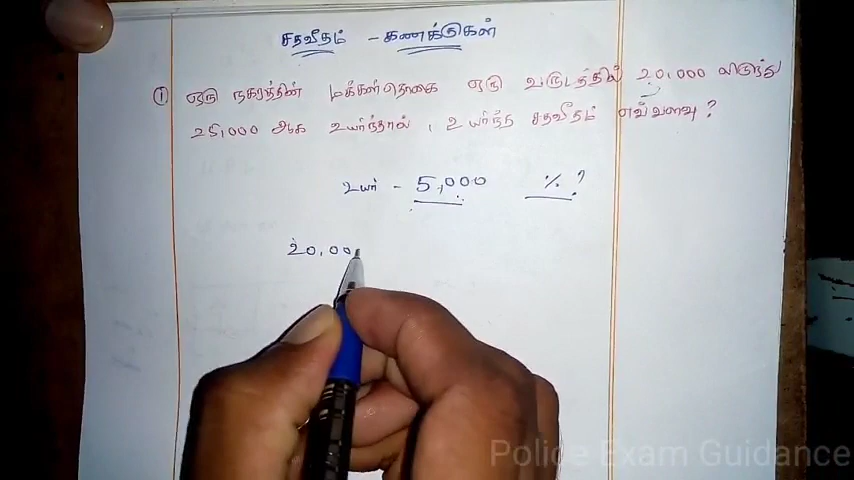 சதவீதம் - கணக்குகள்
① ஒரு நகரத்தின் மக்கள்தொகை ஒரு வருடத்தில் 20,000 லிருந்து
25,000 ஆக உயர்ந்தால், உயர்ந்த சதவீதம் எவ்வளவு?
உயர் - 5,000 % ?
20,00
Police Exam Guidance